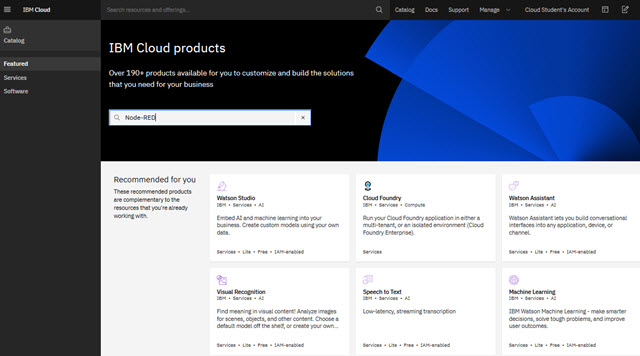 IBM Cloud
Search resources and offerings...
Catalog
Docs
Support
Manage
Cloud Student's Account
Catalog
Featured
Services
Software
IBM Cloud products
Over 190+ products available for you to customize and build the solutions
that you need for your business
Node-RED
Recommended for you
These recommended products
are complementary to the
resources that you're already
working with.
Watson Studio
IBM • Services • AI
Embed AI and machine learning into your
business. Create custom models using your own
data.
Services • Lite • Free • IAM-enabled
Cloud Foundry
IBM • Services • Compute
Run your Cloud Foundry application in either a
multi-tenant, or an isolated environment (Cloud
Foundry Enterprise).
Services
Watson Assistant
IBM • Services • AI
Watson Assistant lets you build conversational
interfaces into any application, device, or
channel.
Services • Lite • Free • IAM-enabled
Visual Recognition
IBM • Services • AI
Find meaning in visual content! Analyze images
for scenes, objects, and other content. Choose a
default model off the shelf, or create your own...
Services • Lite • Free • IAM-enabled
Speech to Text
IBM • Services • AI
Low-latency, streaming transcription
Services • Lite • Free • IAM-enabled
Machine Learning
IBM • Services • AI
IBM Watson Machine Learning - make smarter
decisions, solve tough problems, and improve
user outcomes.
Services • Lite • Free • IAM-enabled